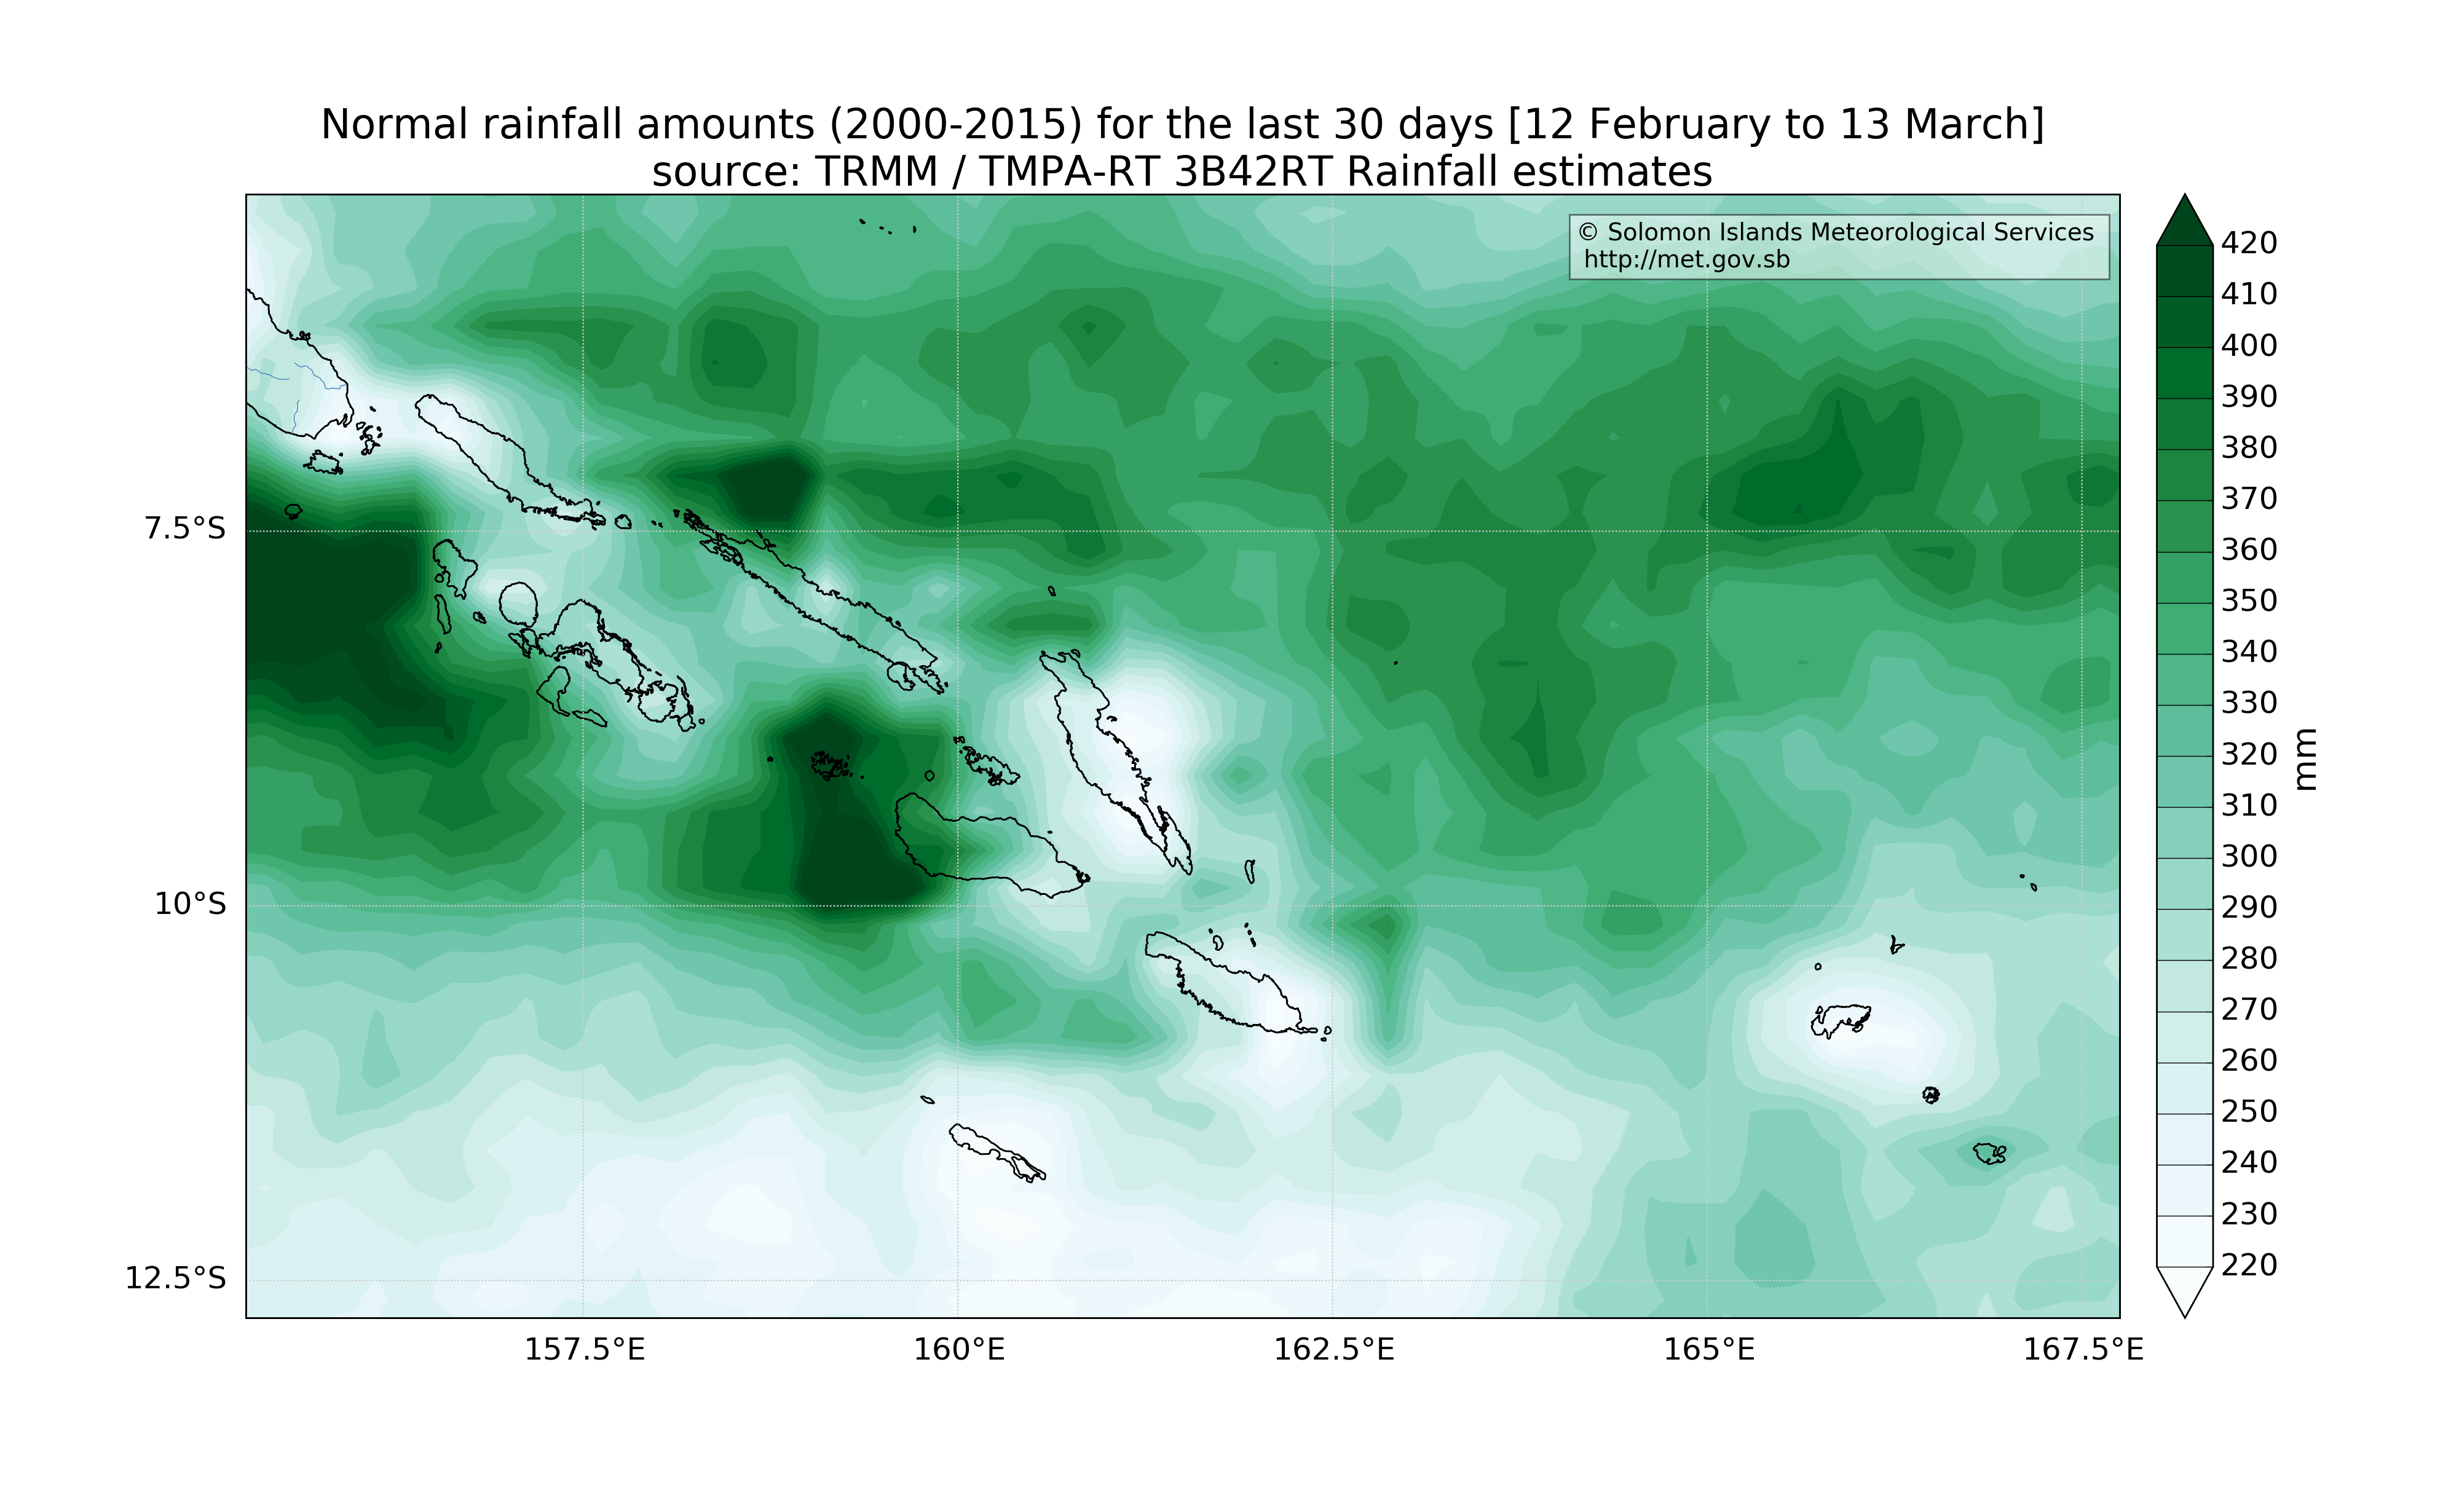 Normal rainfall amounts (2000-2015) for the last 30 days [12 February to 13 March]
source: TRMM / TMPA-RT 3B42RT Rainfall estimates
© Solomon Islands Meteorological Services
http://met.gov.sb
7.5°S
10°S
12.5°S
157.5°E
160°E
162.5°E
165°E
167.5°E
420
410
400
390
380
370
360
350
340
330
320
310
300
290
280
270
260
250
240
230
220
mm